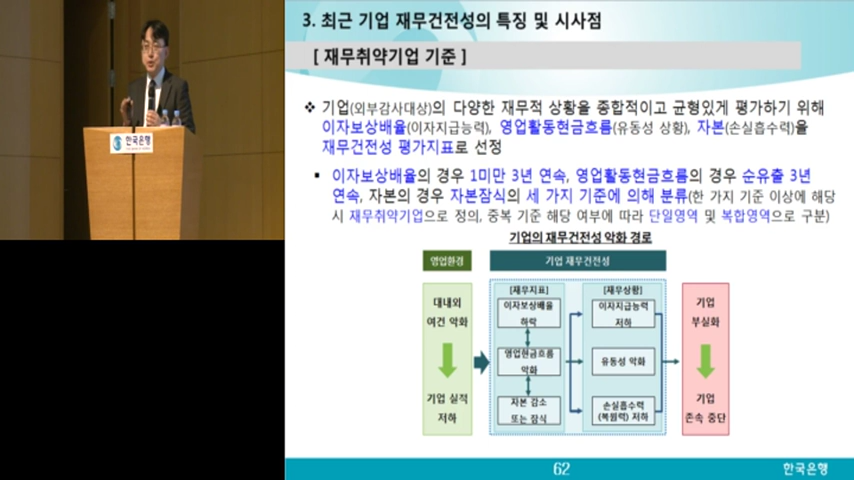 한국은행
3. 최근 기업 재무건전성의 특징 및 시사점
[ 재무취약기업 기준 ]
❖ 기업(외부감사대상)의 다양한 재무적 상황을 종합적이고 균형있게 평가하기 위해
이자보상배율(이자지급능력), 영업활동현금흐름(유동성 상황), 자본(손실흡수력)을
재무건전성 평가지표로 선정
▪ 이자보상배율의 경우 1미만 3년 연속, 영업활동현금흐름의 경우 순유출 3년
연속, 자본의 경우 자본잠식의 세 가지 기준에 의해 분류(한 가지 기준 이상에 해당
시 재무취약기업으로 정의, 중복 기준 해당 여부에 따라 단일영역 및 복합영역으로 구분)
기업의 재무건전성 악화 경로
영업환경
기업 재무건전성
대내외
여건 악화
기업 실적
저하
[재무지표]
이자보상배율
하락
영업현금흐름
악화
자본 감소
또는 잠식
[재무상황]
이자지급능력
저하
유동성 악화
손실흡수력
(복원력) 저하
기업
부실화
기업
존속 중단
62
한국은행